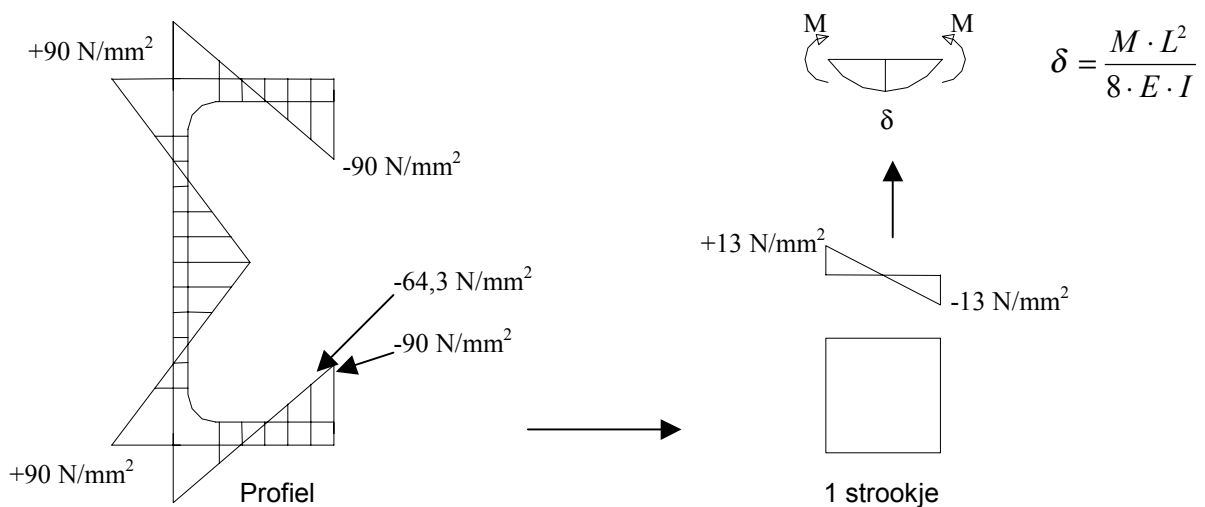 +90 N/mm²
-90 N/mm²
-64,3 N/mm²
-90 N/mm²
+90 N/mm²
Profiel
M M
δ
δ = M · L² / 8 · E · I
+13 N/mm²
-13 N/mm²
1 strookje